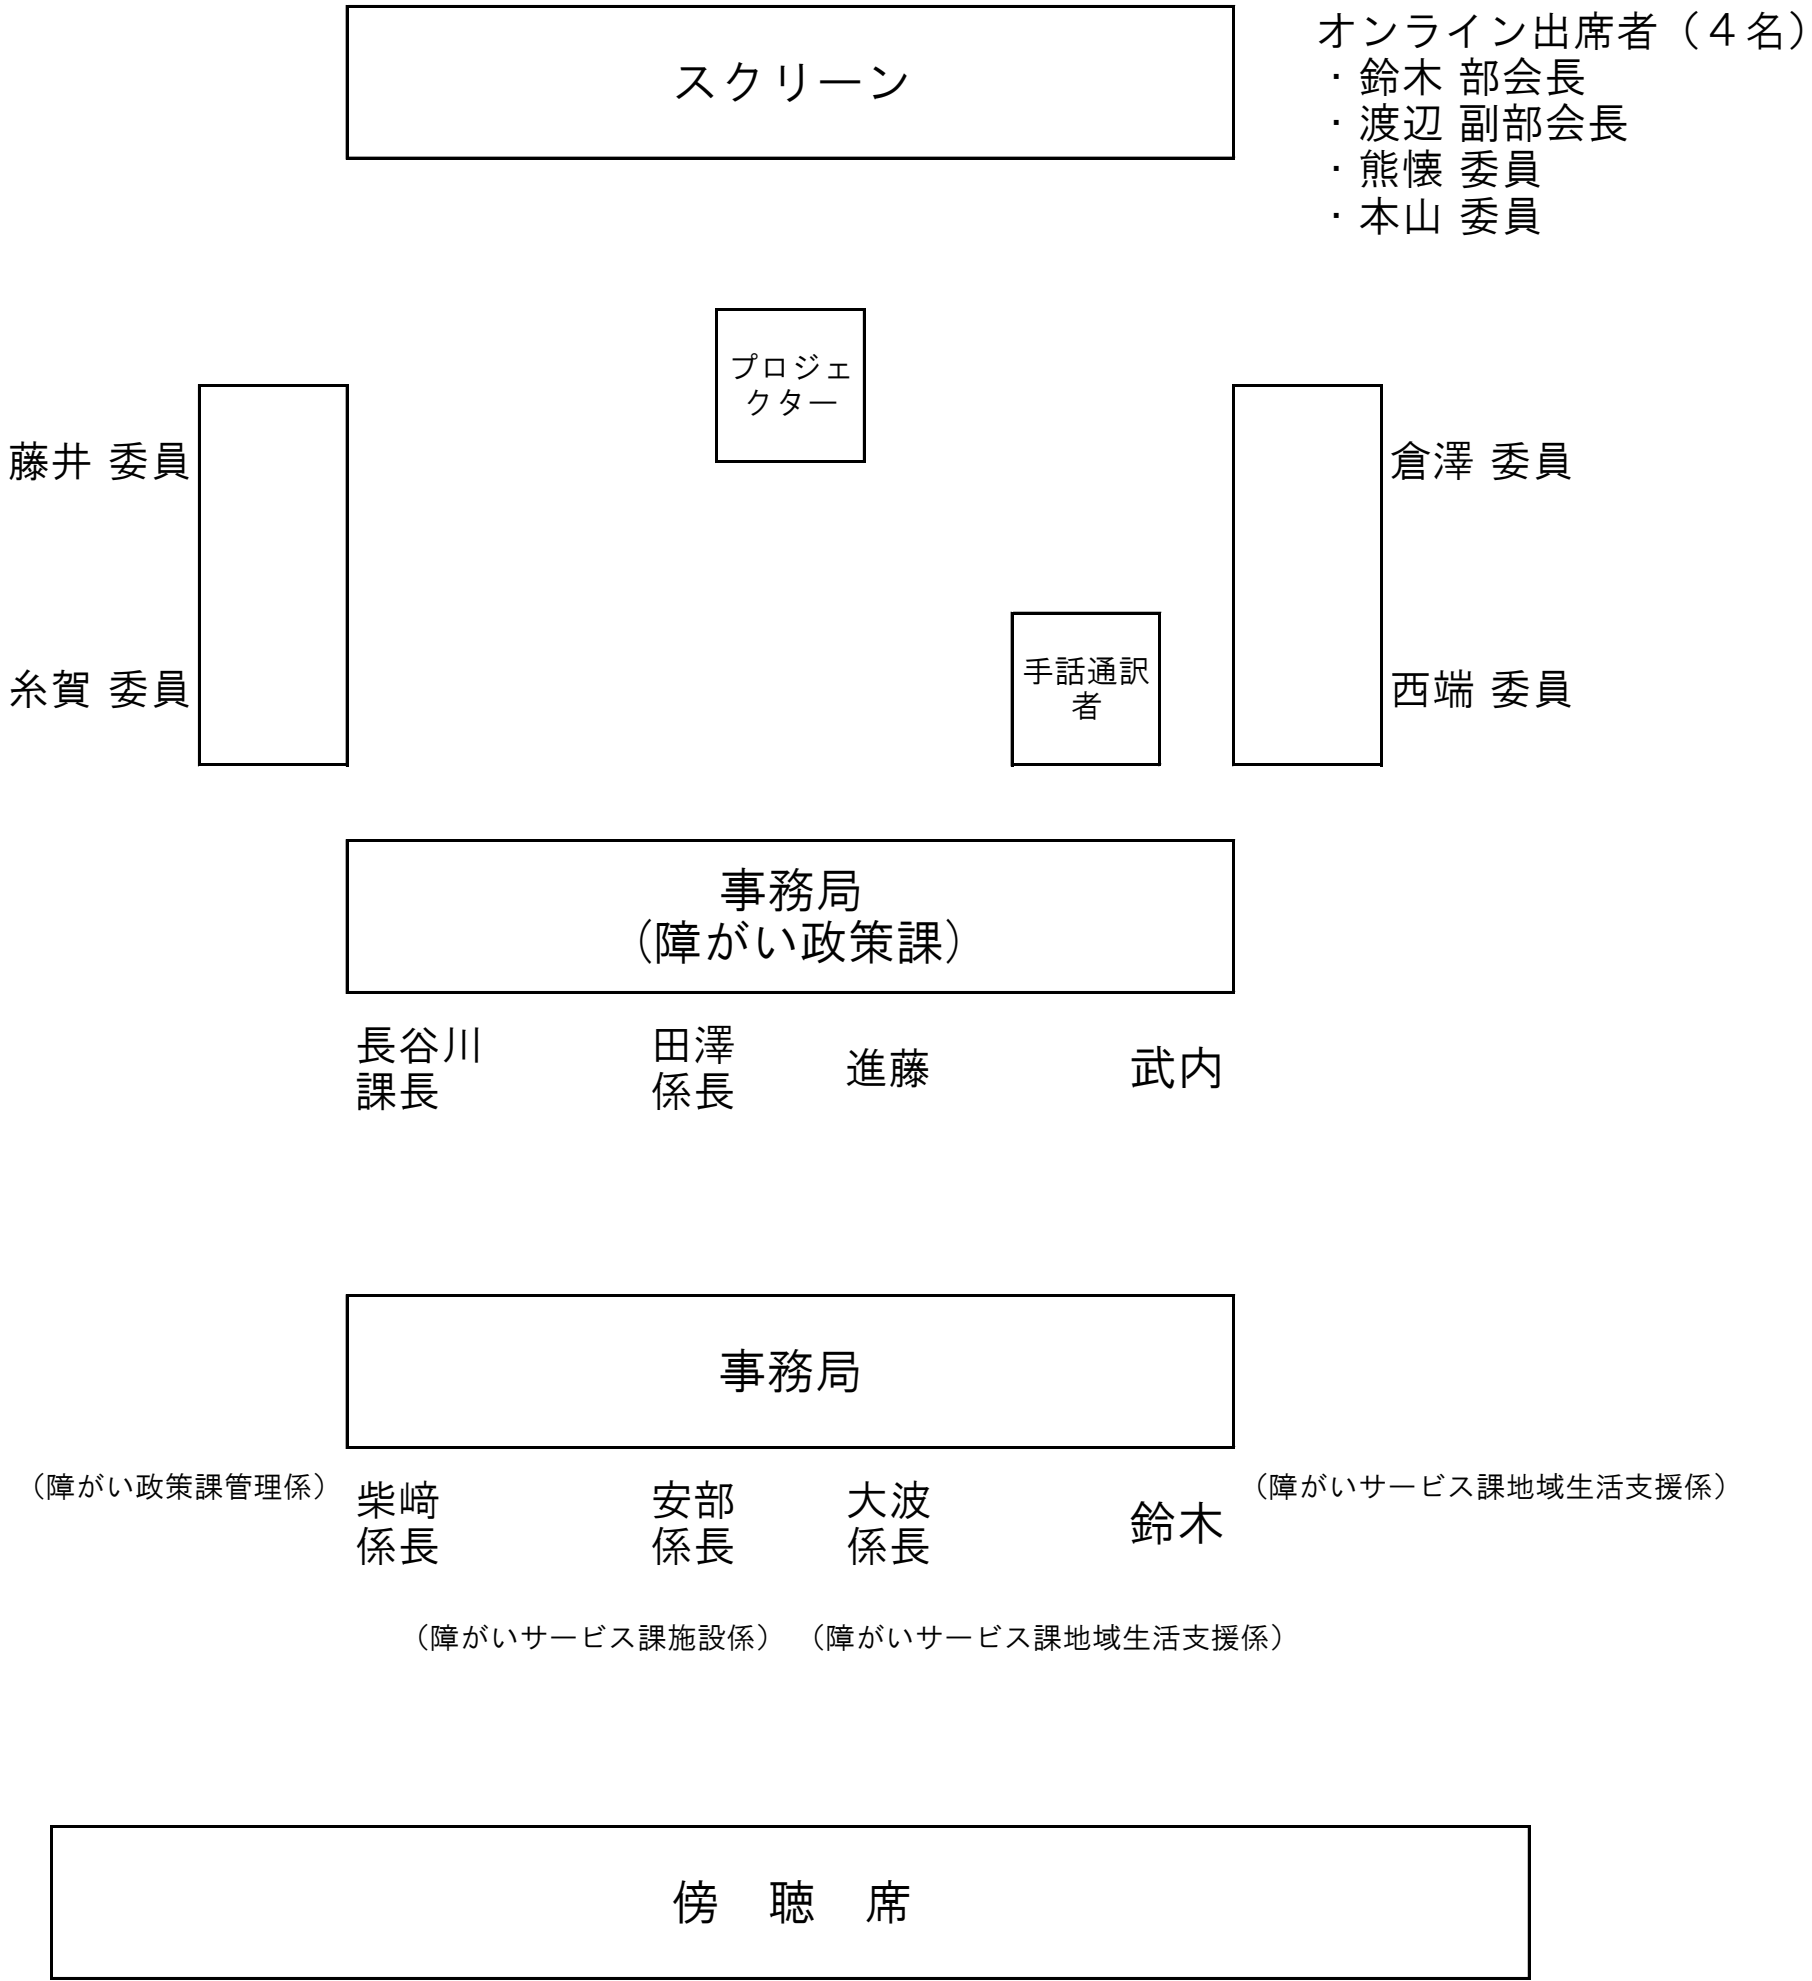 スクリーン
オンライン出席者（４名）
・鈴木 部会長
・渡辺 副部会長
・熊懐 委員
・本山 委員
プロジェ
クター
藤井 委員
倉澤 委員
糸賀 委員
手話通訳
者
西端 委員
事務局
（障がい政策課）
長谷川
課長
田澤
係長
進藤
武内
事務局
（障がい政策課管理係）
柴﨑
係長
安部
係長
大波
係長
鈴木
（障がいサービス課地域生活支援係）
（障がいサービス課施設係）
（障がいサービス課地域生活支援係）
傍　聴　席